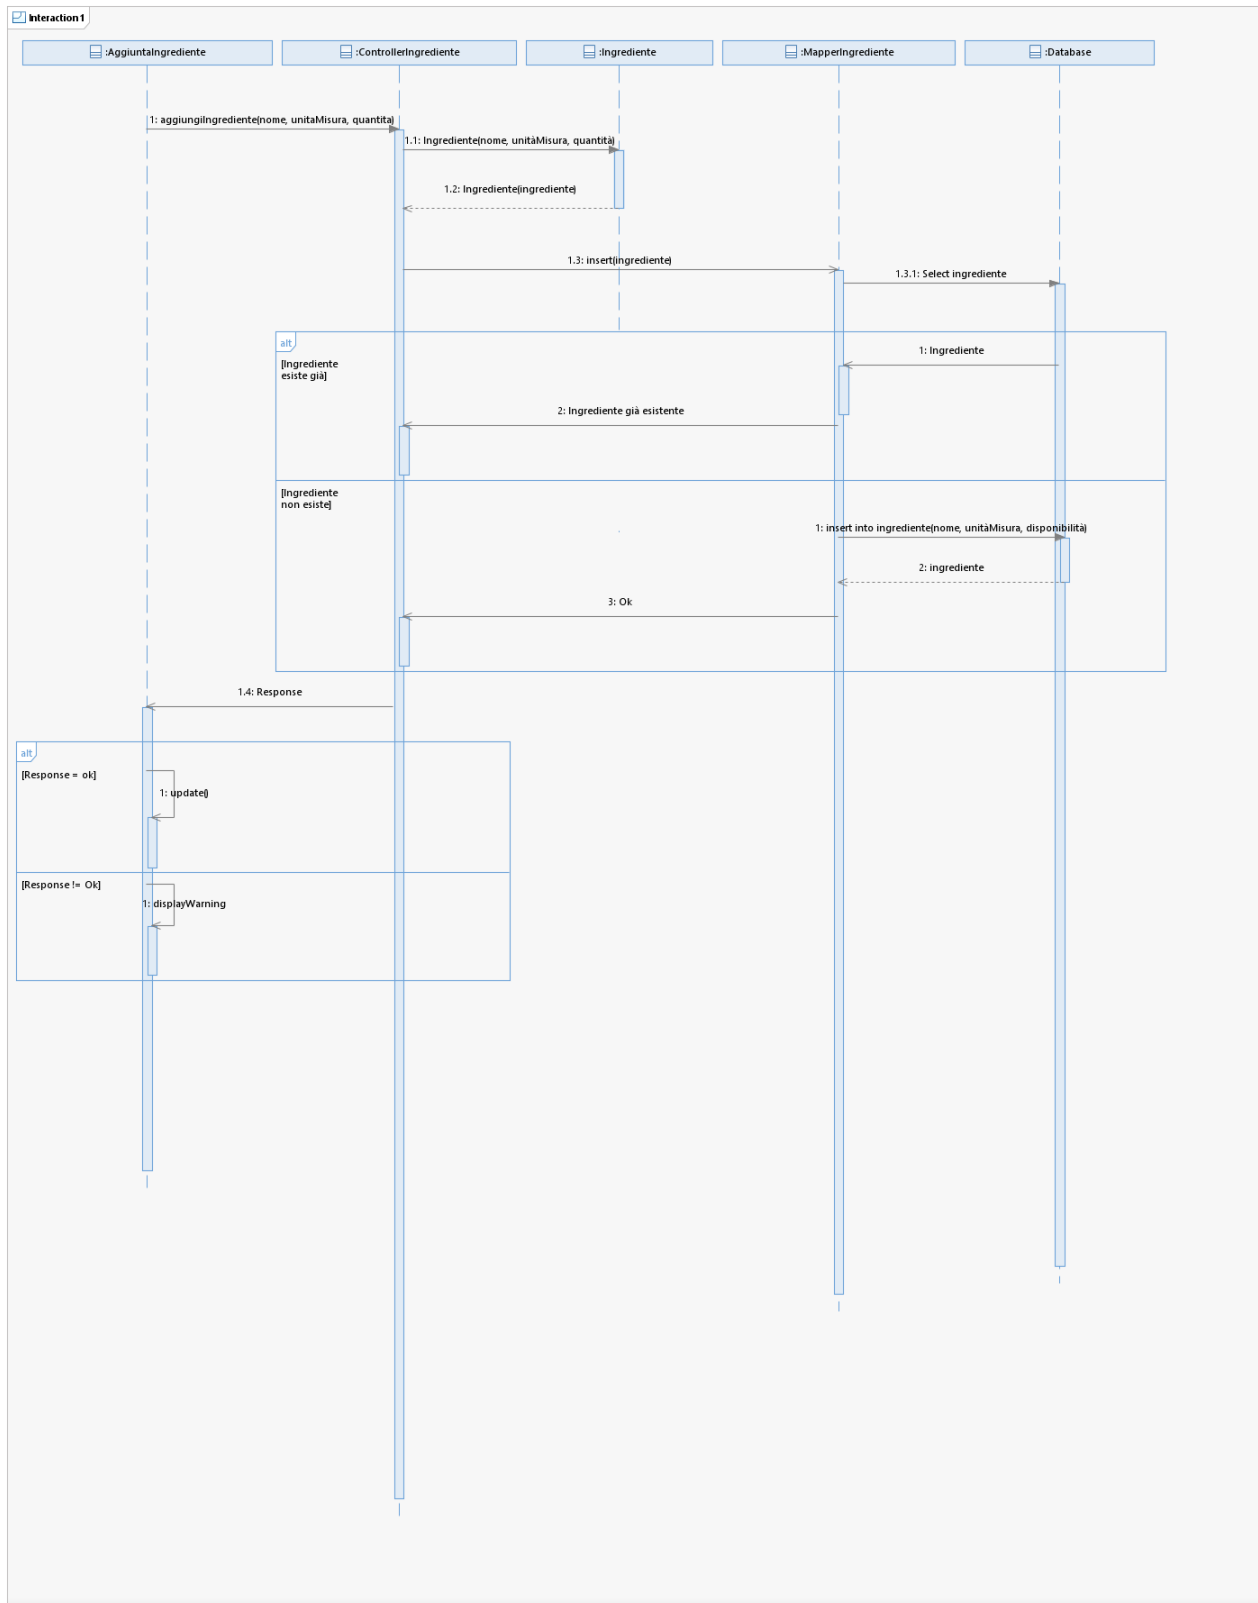 Interaction1
:AggiuntaIngrediente
:ControllerIngrediente
:Ingrediente
:MapperIngrediente
:Database
1: aggiungiIngrediente(nome, unitaMisura, quantita)
1.1: Ingrediente(nome, unitàMisura, quantità)
1.2: Ingrediente(ingrediente)
1.3: insert(ingrediente)
1.3.1: Select ingrediente
alt
[Ingrediente
esiste già]
1: Ingrediente
2: Ingrediente già esistente
[Ingrediente
non esiste]
1: insert into ingrediente(nome, unitàMisura, disponibilità)
2: ingrediente
3: Ok
1.4: Response
alt
[Response = ok]
1: update()
[Response != Ok]
1: displayWarning